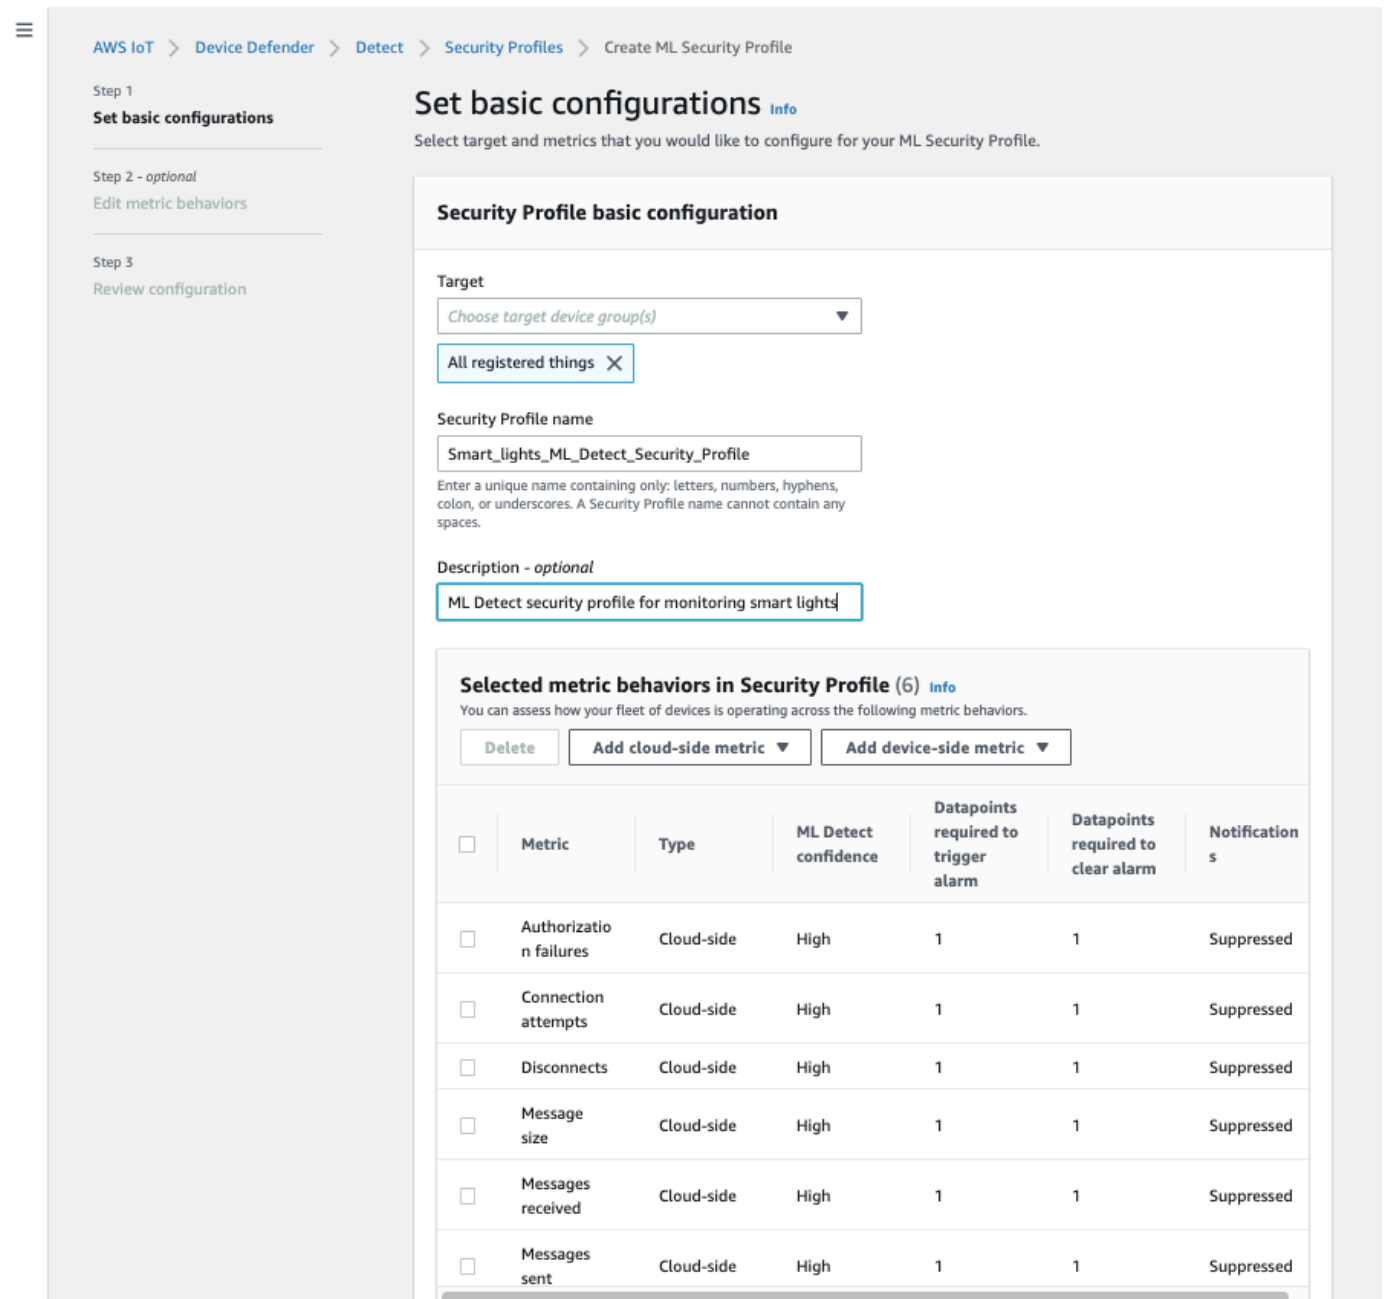 AWS IoT > Device Defender > Detect > Security Profiles > Create ML Security Profile
Step 1
Set basic configurations
Step 2 - optional
Edit metric behaviors
Step 3
Review configuration
Set basic configurations Info
Select target and metrics that you would like to configure for your ML Security Profile.
Security Profile basic configuration
Target
Choose target device group(s)
All registered things
Security Profile name
Smart_lights_ML_Detect_Security_Profile
Enter a unique name containing only: letters, numbers, hyphens,
colon, or underscores. A Security Profile name cannot contain any
spaces.
Description - optional
ML Detect security profile for monitoring smart lights
Selected metric behaviors in Security Profile (6) Info
You can assess how your fleet of devices is operating across the following metric behaviors.
Delete Add cloud-side metric Add device-side metric
Metric
Type
ML Detect
confidence
Datapoints
required to
trigger
alarm
Datapoints
required to
clear alarm
Notification
s
Authorizatio
n failures
Cloud-side High 1 1 Suppressed
Connection
attempts
Cloud-side High 1 1 Suppressed
Disconnects Cloud-side High 1 1 Suppressed
Message
size
Cloud-side High 1 1 Suppressed
Messages
received
Cloud-side High 1 1 Suppressed
Messages
sent
Cloud-side High 1 1 Suppressed